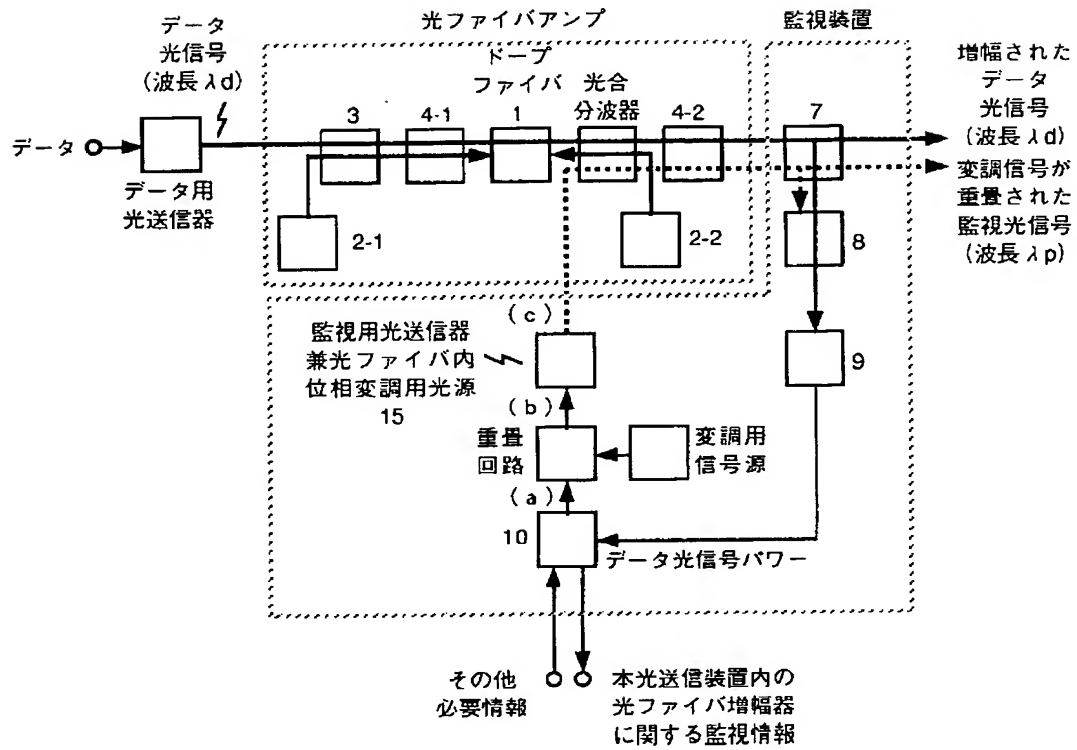 光ファイバアンプ
監視装置
データ
光信号
(波長λd)
ドープ
ファイバ
光合
分波器
3
4-1
1
4-2
7
増幅された
データ
光信号
(波長λd)
データ
データ用
光送信器
変調信号が
重畳された
監視光信号
(波長λp)
2-1
2-2
8
(c)
監視用光送信器
兼光ファイバ内
位相変調用光源
15
9
(b)
重畳
回路
変調用
信号源
(a)
10
データ光信号パワー
その他
必要情報
本光送信装置内の
光ファイバ増幅器
に関する監視情報